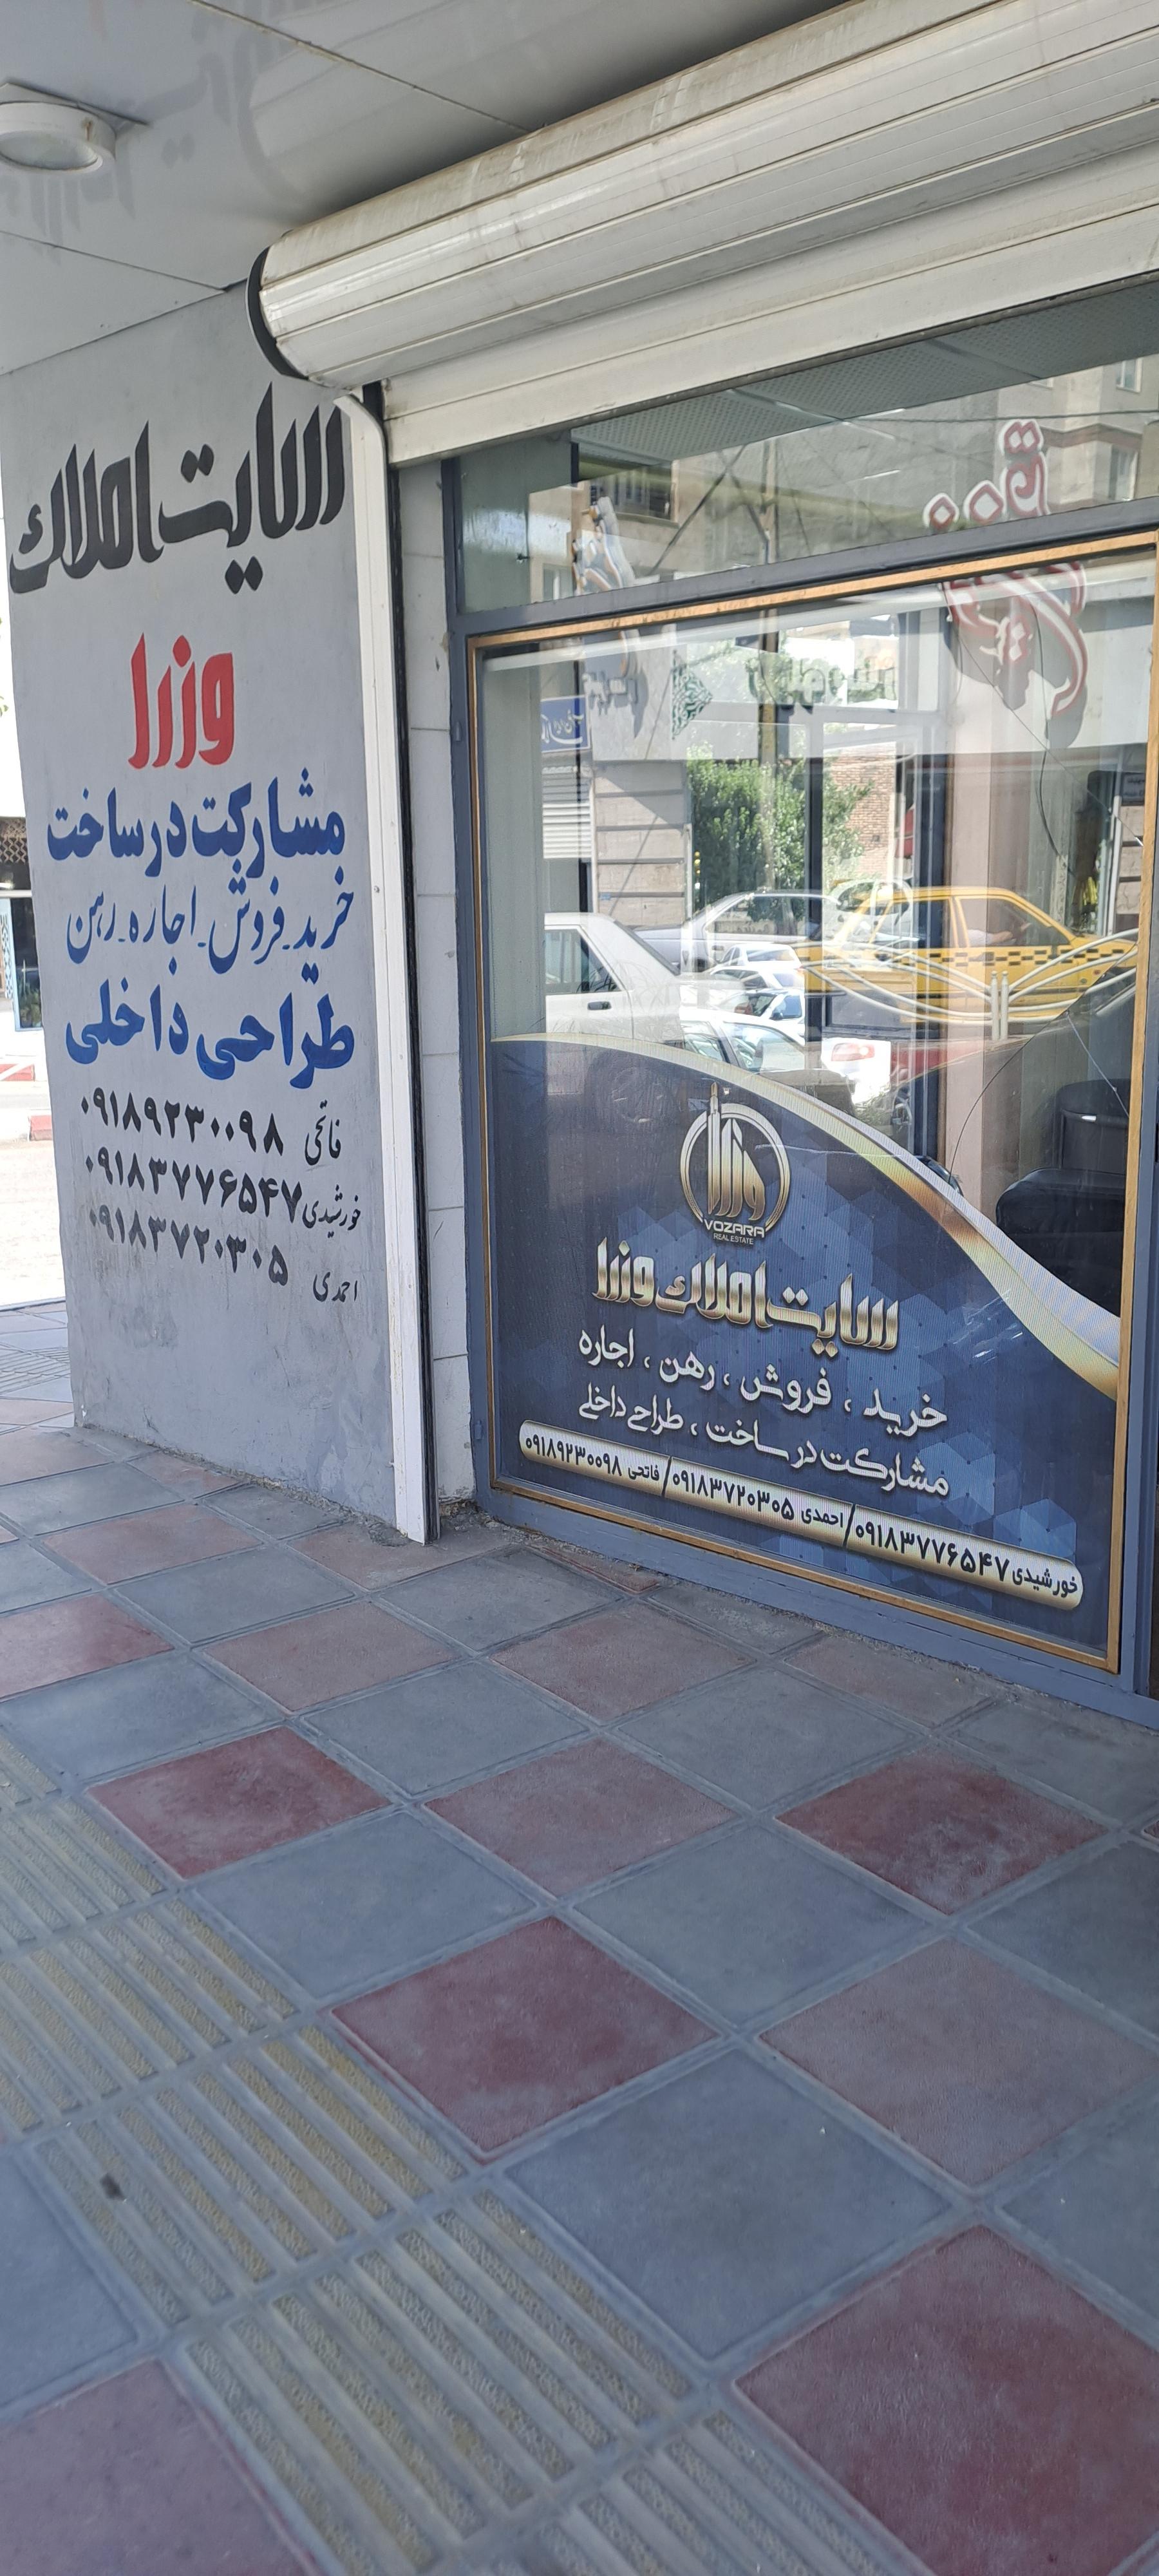 سایت املاک
وزرا
مشارکت در ساخت
خرید.فروش.اجاره.رهن
طراحی داخلی
فاتحی ۰۹۱۸۹۲۳۰۰۹۸
خورشیدی ۰۹۱۸۳۷۷۶۵۴۷
احمدی ۰۹۱۸۳۷۲۰۳۰۵
وزرا
VOZARA
REAL ESTATE
سایت املاک وزرا
خرید ، فروش ، رهن ، اجاره
مشارکت در ساخت ، طراحی داخلی
خورشیدی ۰۹۱۸۳۷۷۶۵۴۷/احمدی ۰۹۱۸۳۷۲۰۳۰۵/فاتحی ۰۹۱۸۹۲۳۰۰۹۸